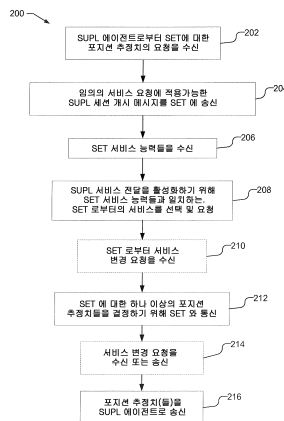 200
SUPL 에이전트로부터 SET에 대한
포지션 추정치의 요청을 수신
202
임의의 서비스 요청에 적용가능한
SUPL 세션 개시 메시지를 SET 에 송신
20
SET 서비스 능력들을 수신
206
SUPL 서비스 전달을 활성화하기 위해
SET 서비스 능력들과 일치하는.
SET 로부터의 서비스를 선택 및 요청
208
SET 로부터 서비스
변경 요청을 수신
210
SET 에 대한 하나 이상의 포지션
추정치들을 결정하기 위해 SET 와 통신
212
서비스 변경 요청을
수신 또는 송신
214
포지션 추정치(들)을
SUPL 에이전트로 송신
216